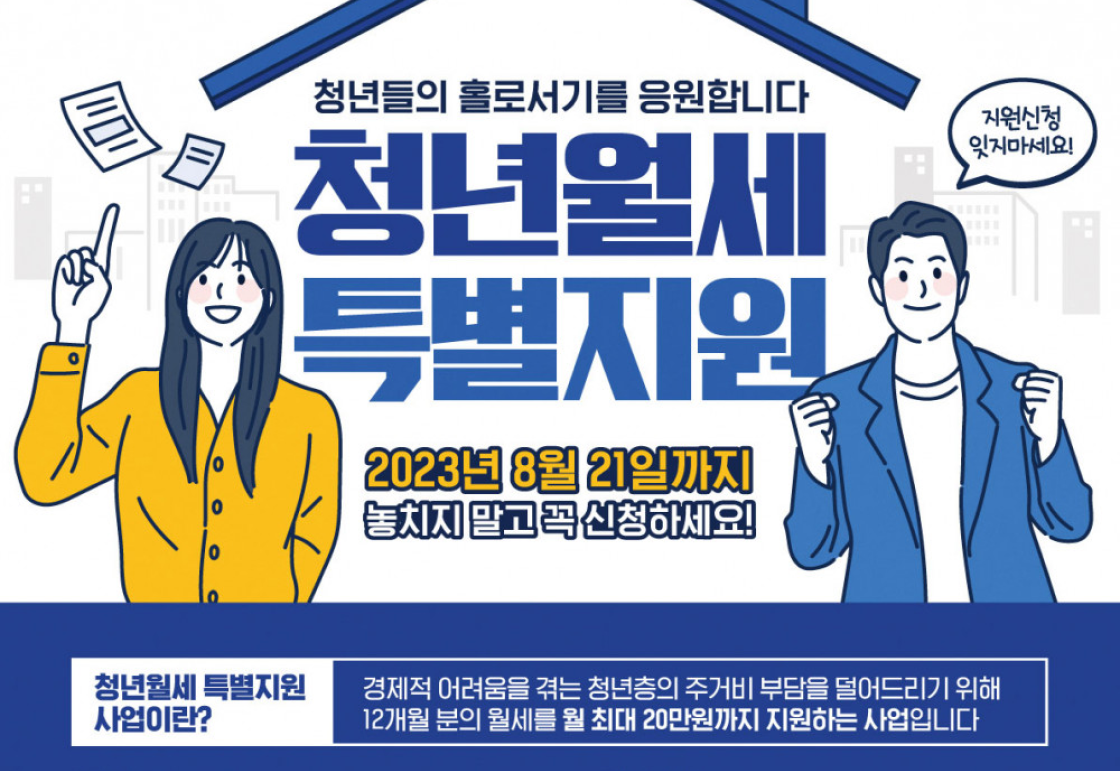 청년들의 홀로서기를 응원합니다
청년월세
특별지원
지원신청
잊지마세요!
2023년 8월 21일까지
놓치지 말고 꼭 신청하세요!
청년월세 특별지원
사업이란?
경제적 어려움을 겪는 청년층의 주거비 부담을 덜어드리기 위해
12개월 분의 월세를 월 최대 20만원까지 지원하는 사업입니다